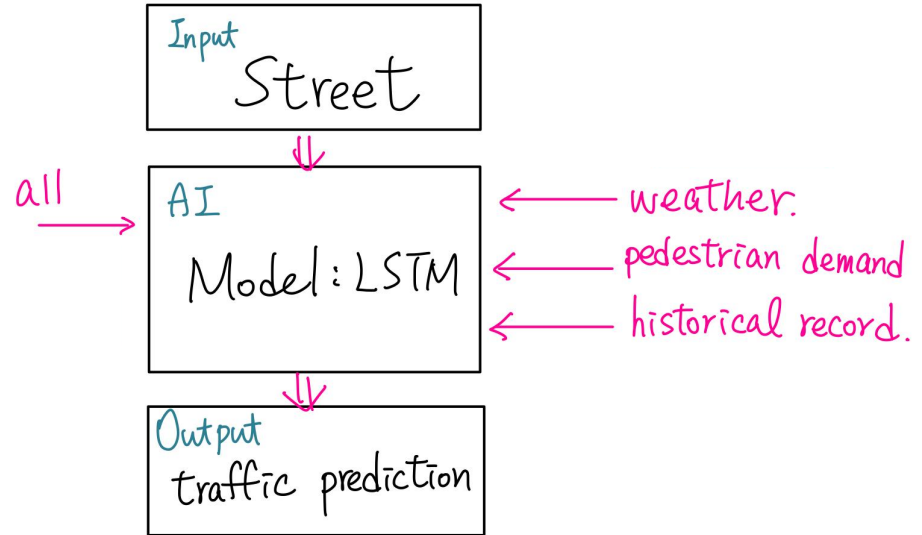 Input
Street
all
AI
Model: LSTM
weather.
pedestrian demand
historical record.
Output
traffic prediction